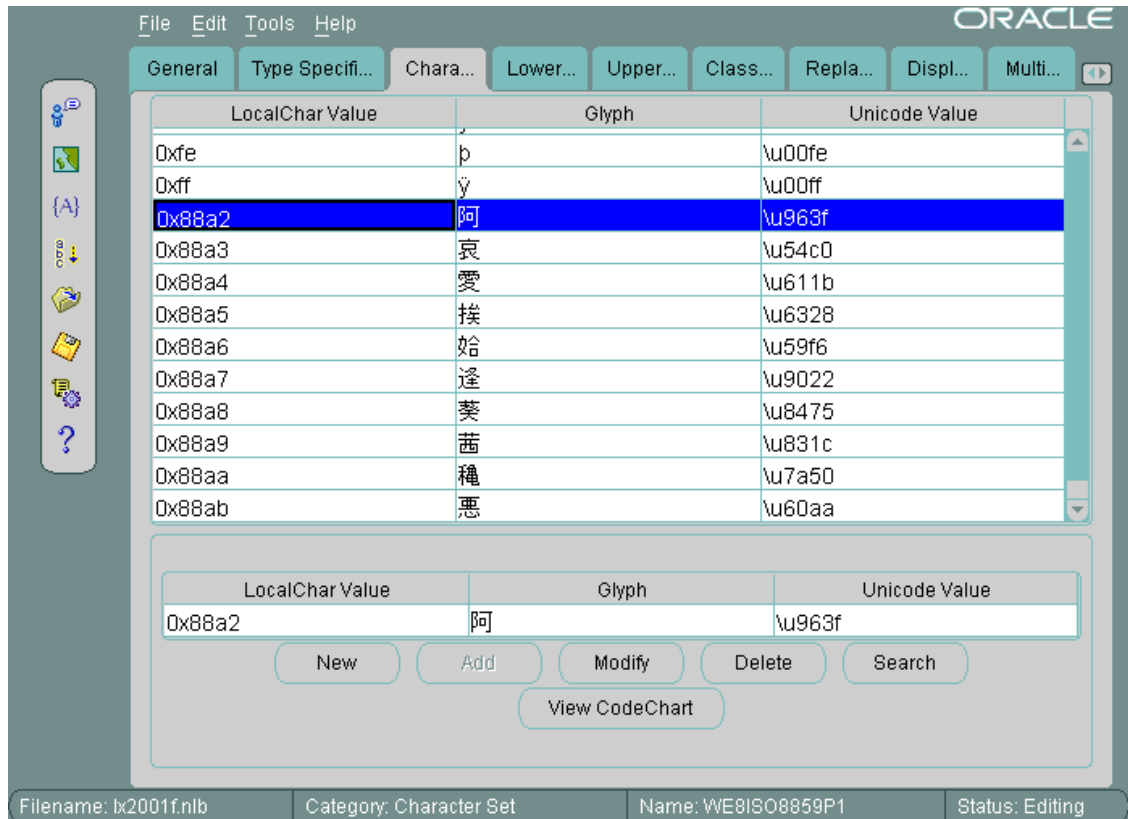 File Edit Tools Help
ORACLE
General Type Specifi... Chara... Lower... Upper... Class... Repla... Displ... Multi...
LocalChar Value Glyph Unicode Value
0xfe þ \u00fe
0xff ÿ \u00ff
0x88a2 阿 \u963f
0x88a3 哀 \u54c0
0x88a4 愛 \u611b
0x88a5 挨 \u6328
0x88a6 姶 \u59f6
0x88a7 逢 \u9022
0x88a8 葵 \u8475
0x88a9 茜 \u831c
0x88aa 穐 \u7a50
0x88ab 悪 \u60aa
LocalChar Value Glyph Unicode Value
0x88a2 阿 \u963f
New Add Modify Delete Search
View CodeChart
Filename: lx2001f.nlb Category: Character Set Name: WE8ISO8859P1 Status: Editing